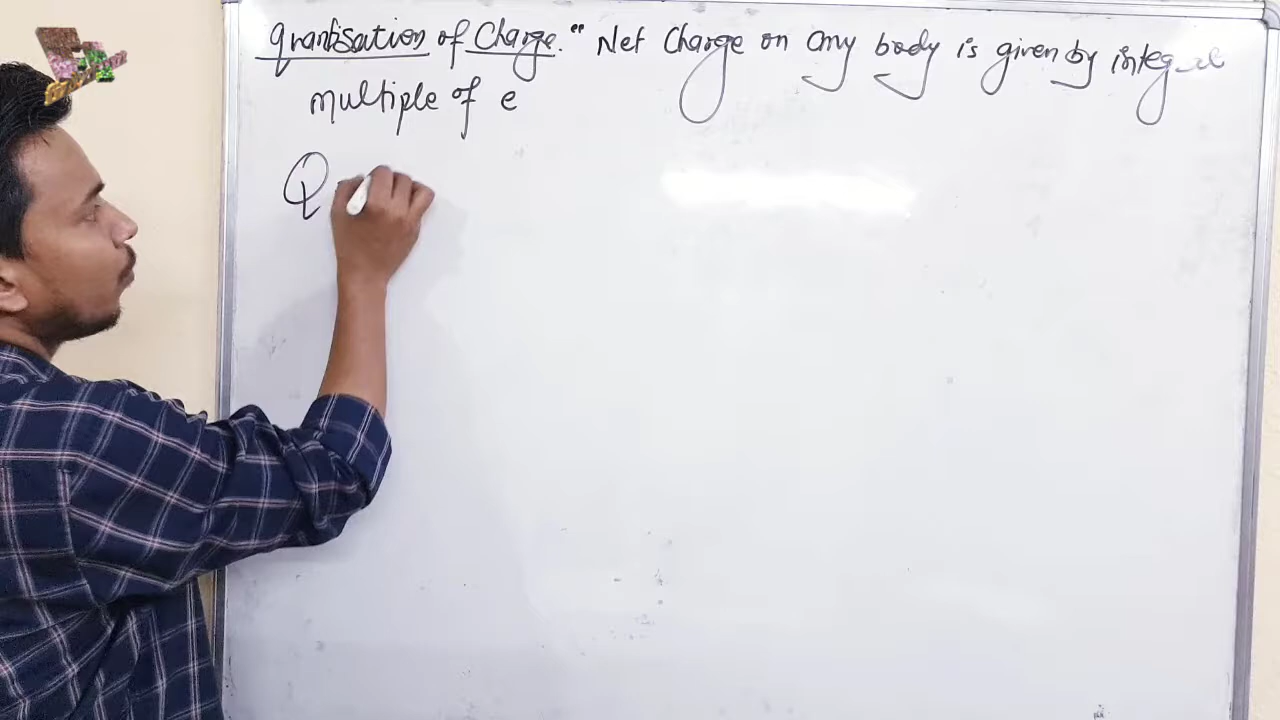 Quantisation of Charge. " Net Charge on any body is given by integral
multiple of e
Q